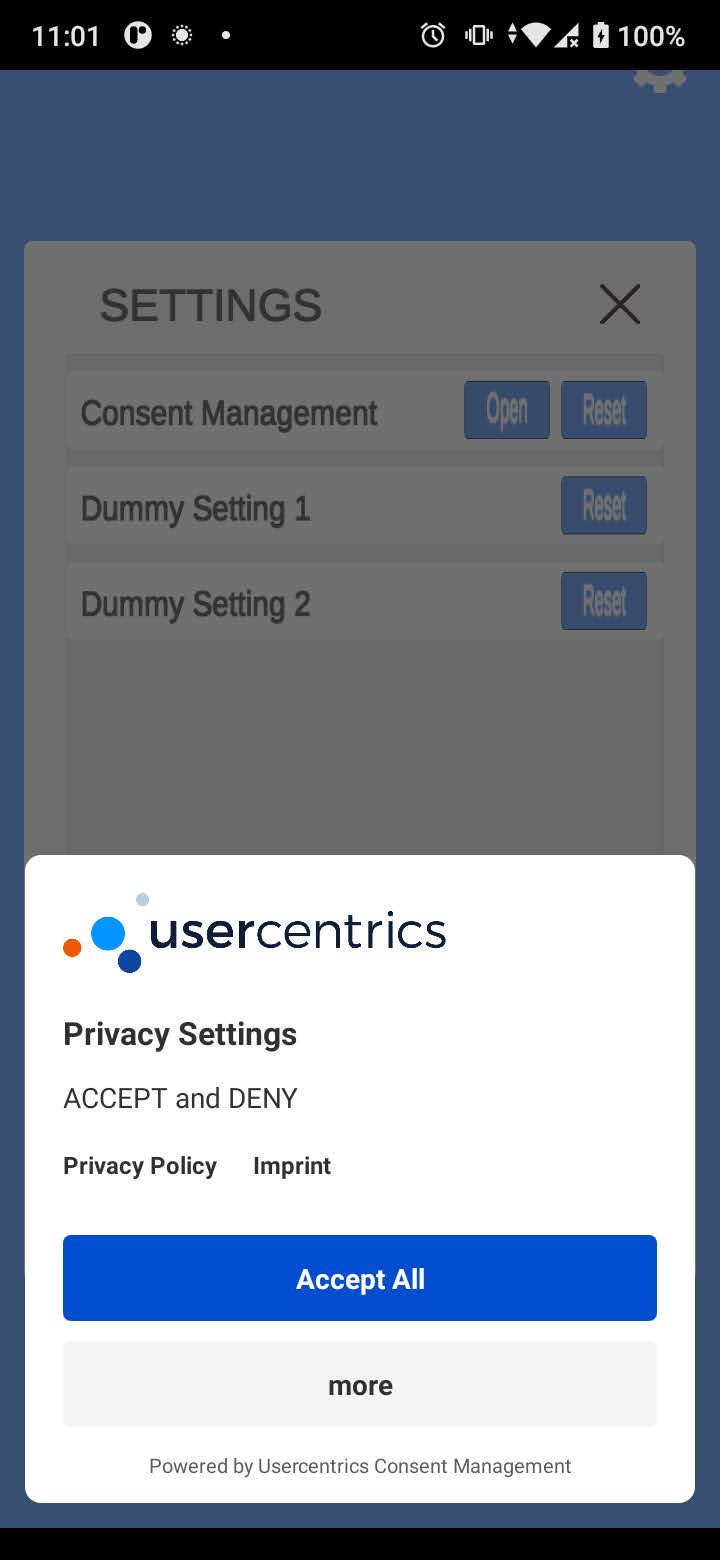 11:01 100%
SETTINGS
Consent Management Open Reset
Dummy Setting 1 Reset
Dummy Setting 2 Reset
usercentrics
Privacy Settings
ACCEPT and DENY
Privacy Policy Imprint
Accept All
more
Powered by Usercentrics Consent Management